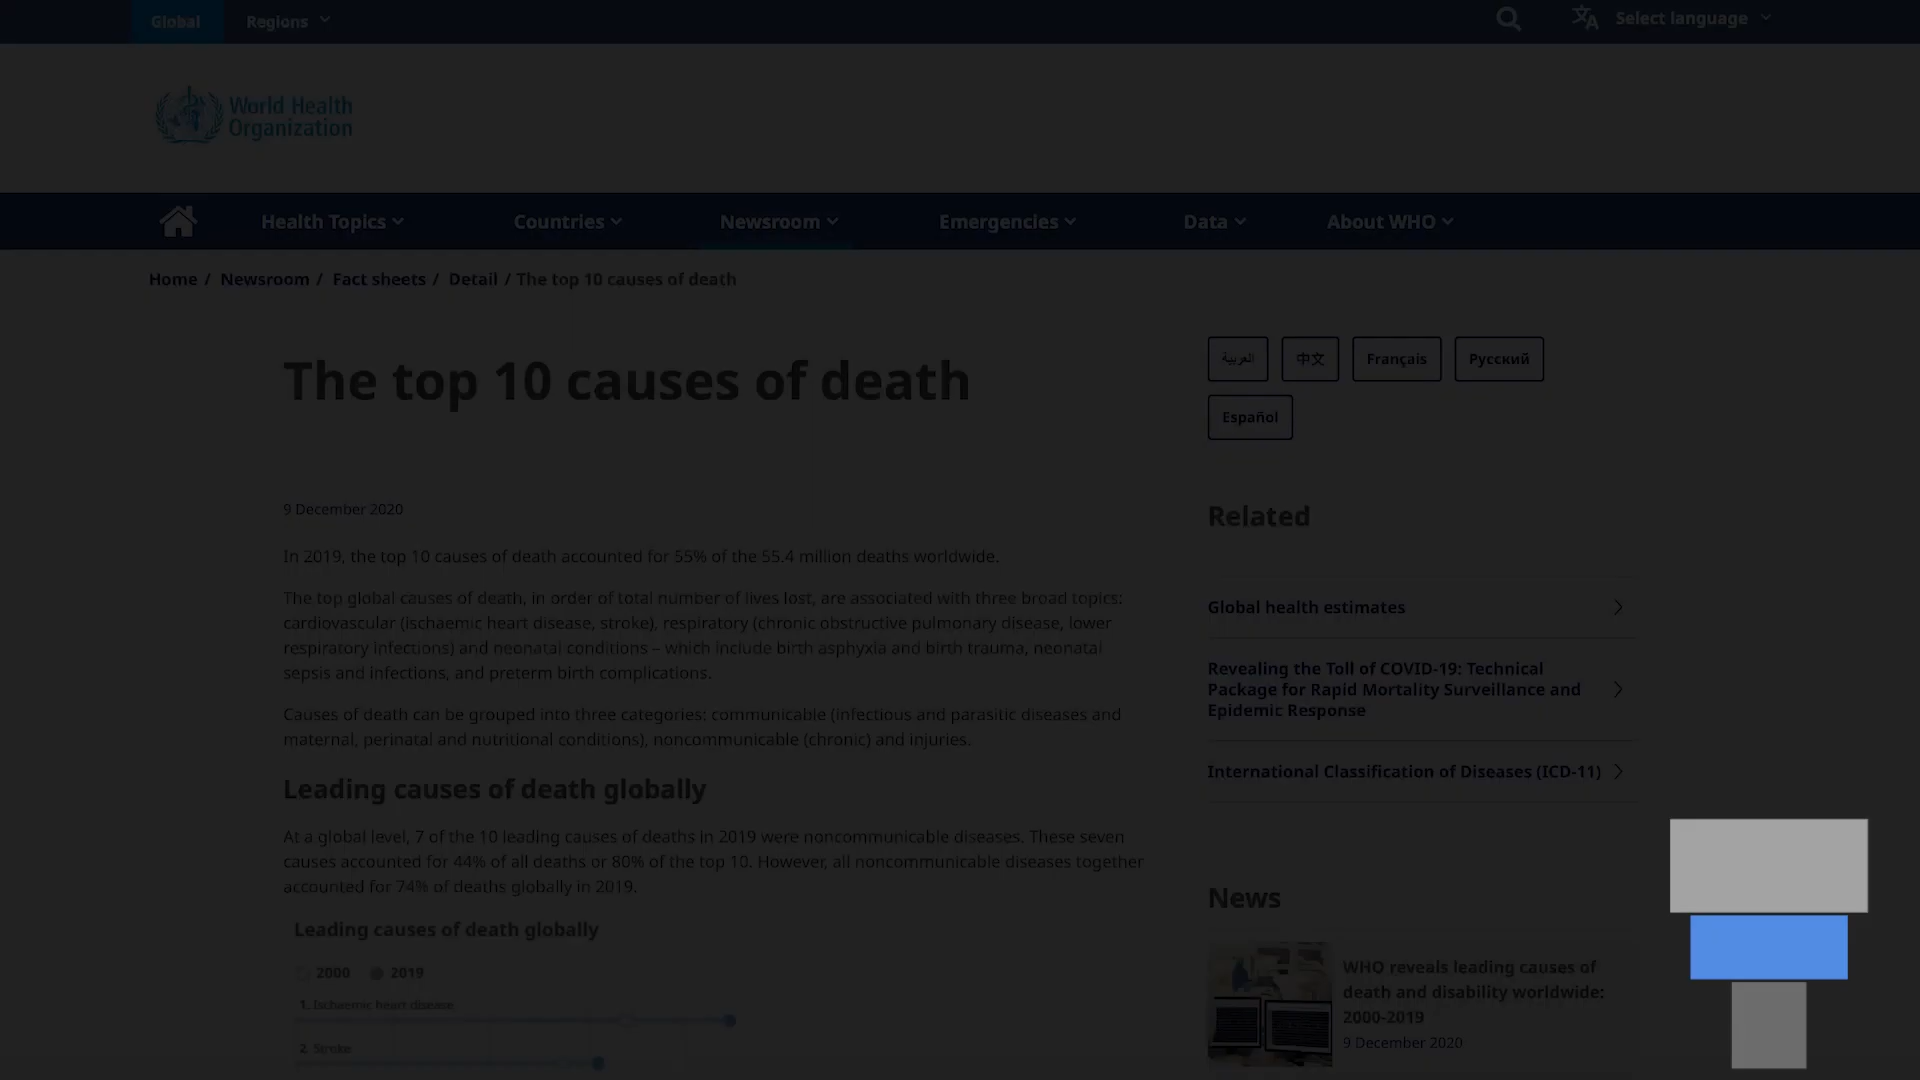 Global
Regions
Select language
World Health
Organization
Health Topics
Countries
Newsroom
Emergencies
Data
About WHO
Home / Newsroom / Fact sheets / Detail / The top 10 causes of death
The top 10 causes of death
العربية
中文
Français
Русский
Español
9 December 2020
In 2019, the top 10 causes of death accounted for 55% of the 55.4 million deaths worldwide.
The top global causes of death, in order of total number of lives lost, are associated with three broad topics:
cardiovascular (ischaemic heart disease, stroke), respiratory (chronic obstructive pulmonary disease, lower
respiratory infections) and neonatal conditions – which include birth asphyxia and birth trauma, neonatal
sepsis and infections, and preterm birth complications.
Causes of death can be grouped into three categories: communicable (infectious and parasitic diseases and
maternal, perinatal and nutritional conditions), noncommunicable (chronic) and injuries.
Leading causes of death globally
At a global level, 7 of the 10 leading causes of deaths in 2019 were noncommunicable diseases. These seven
causes accounted for 44% of all deaths or 80% of the top 10. However, all noncommunicable diseases together
accounted for 74% of deaths globally in 2019.
Leading causes of death globally
2000 2019
1. Ischaemic heart disease
2. Stroke
Related
Global health estimates
Revealing the Toll of COVID-19: Technical
Package for Rapid Mortality Surveillance and
Epidemic Response
International Classification of Diseases (ICD-11)
News
WHO reveals leading causes of
death and disability worldwide:
2000-2019
9 December 2020